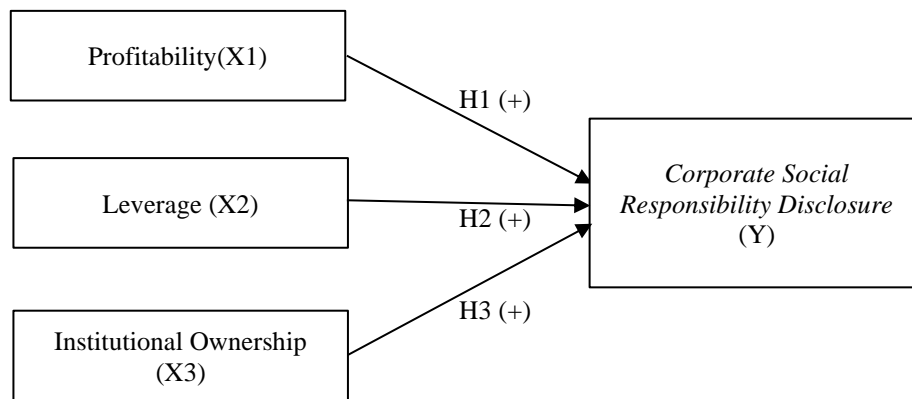 Profitability(X1)
H1 (+)
Corporate Social
Responsibility Disclosure
(Y)
Leverage (X2)
H2 (+)
H3 (+)
Institutional Ownership
(X3)